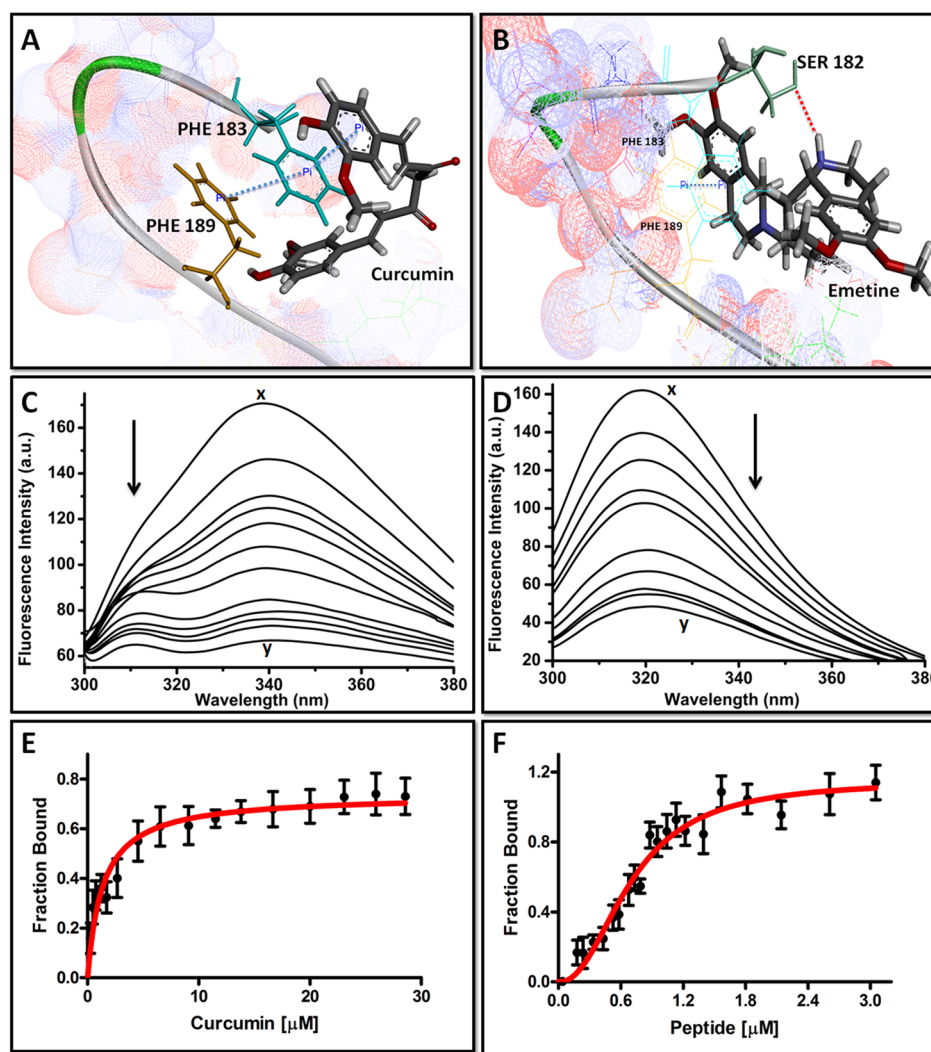 A
PHE 183
Pi
Pi
Pi
PHE 189
Curcumin
B
SER 182
PHE 183
Pi
Pi
PHE 189
Emetine
C
x
y
Fluorescence Intensity (a.u.)
160
140
120
100
80
60
300 320 340 360 380
Wavelength (nm)
D
x
y
Fluorescence Intensity (a.u.)
160
140
120
100
80
60
40
20
300 320 340 360 380
Wavelength (nm)
E
Fraction Bound
0.8
0.6
0.4
0.2
0.0
0 10 20 30
Curcumin [µM]
F
Fraction Bound
1.2
0.8
0.4
0.0
0.0 0.6 1.2 1.8 2.4 3.0
Peptide [µM]